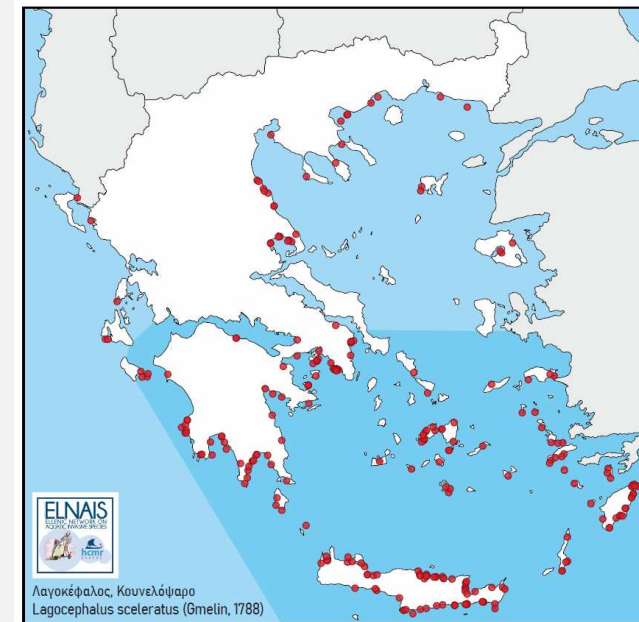 ELNAIS
ELLENIC NETWORK ON
AQUATIC INVASIVE SPECIES
hcmr
Λαγοκέφαλος, Κουνελόψαρο
Lagocephalus sceleratus (Gmelin, 1788)